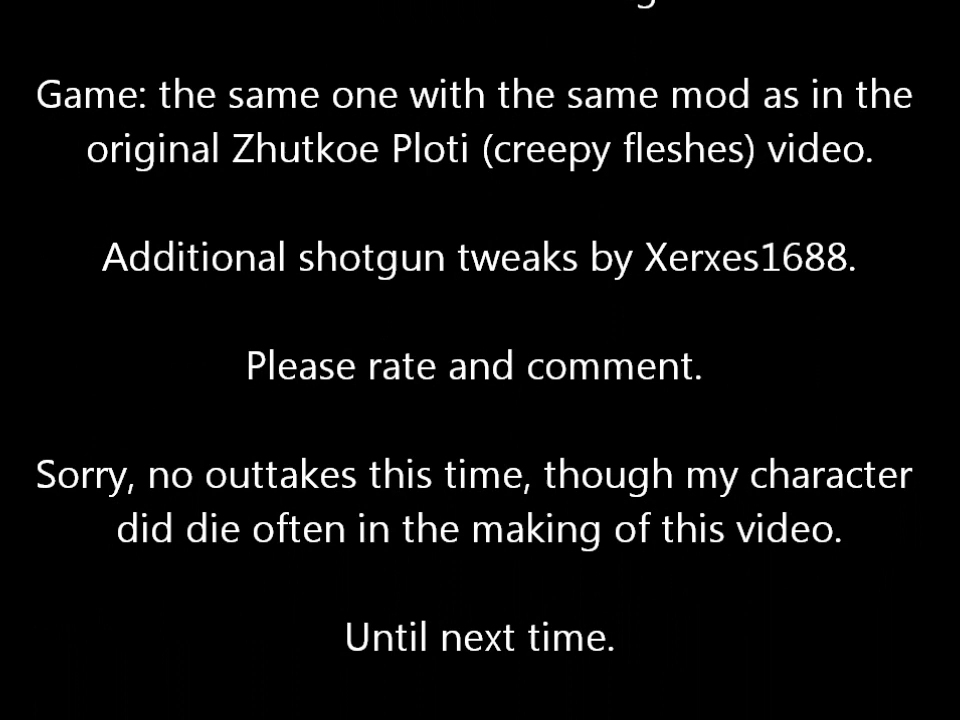 Game: the same one with the same mod as in the
original Zhutkoe Ploti (creepy fleshes) video.
Additional shotgun tweaks by Xerxes1688.
Please rate and comment.
Sorry, no outtakes this time, though my character
did die often in the making of this video.
Until next time.